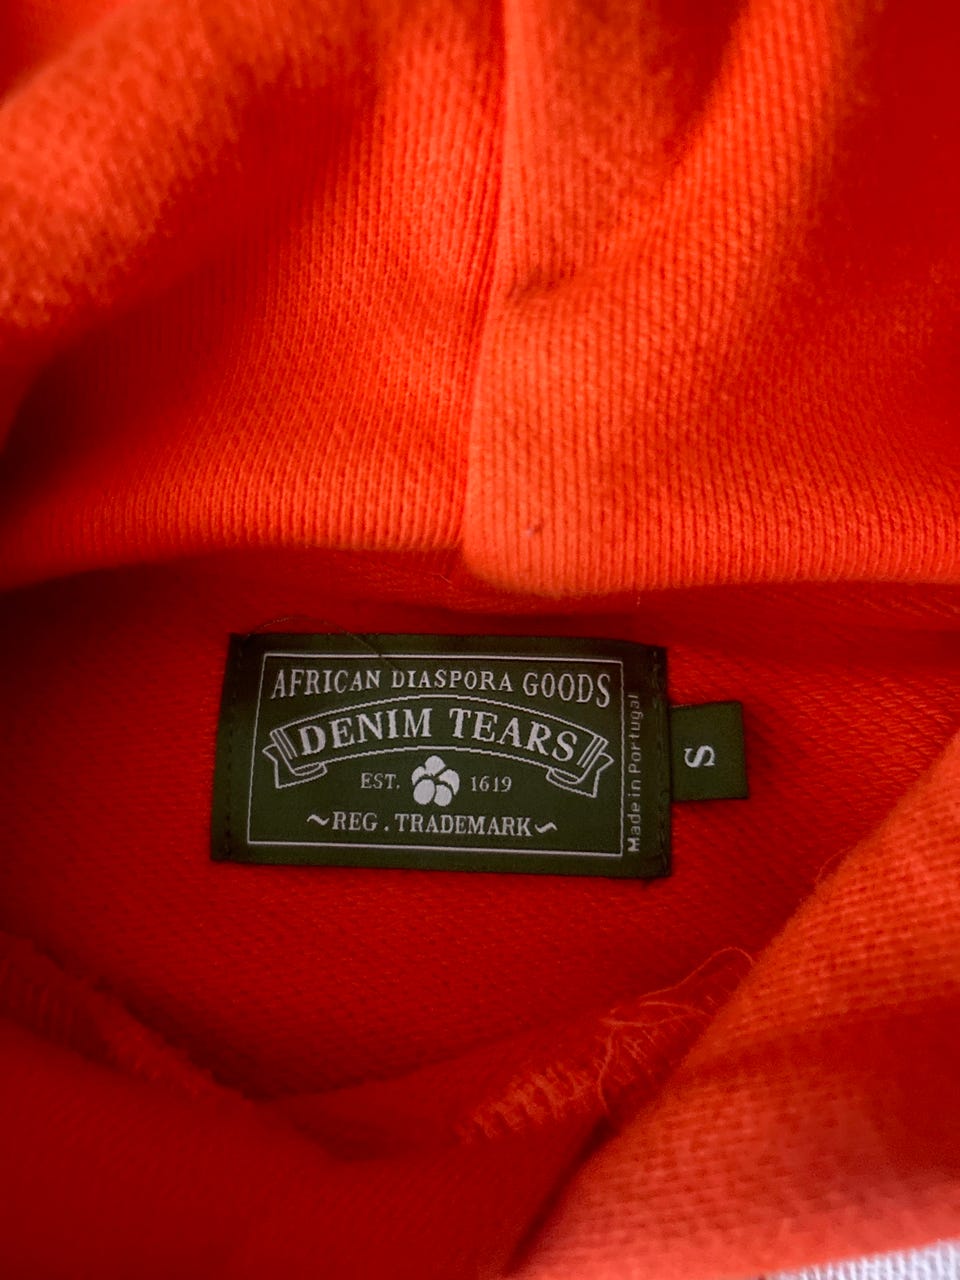 AFRICAN DIASPORA GOODS
DENIM TEARS
EST. 1619
~REG . TRADEMARK~
Made in Portugal
S